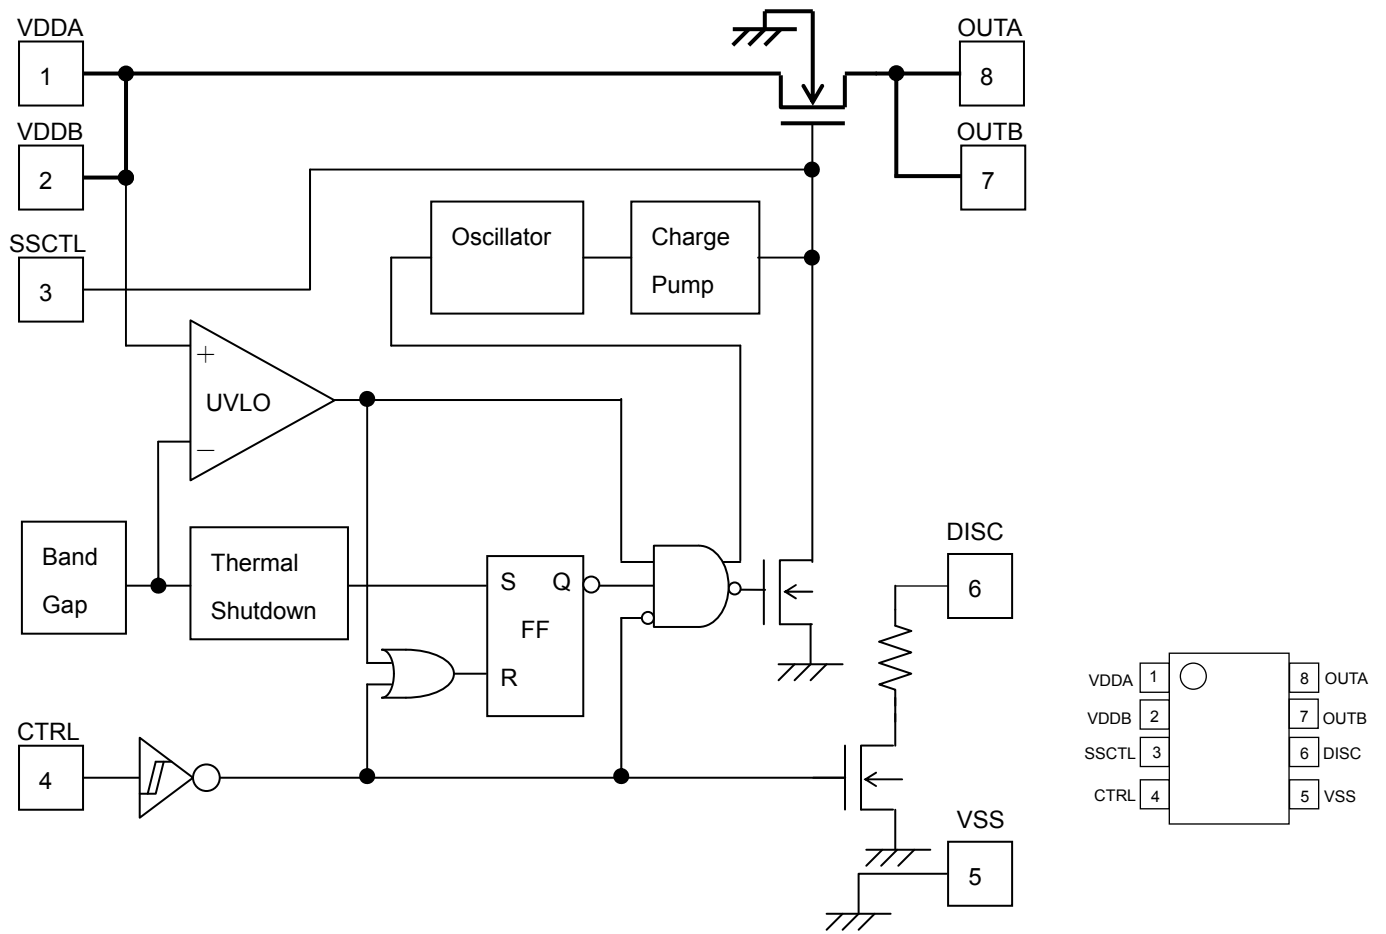 VDDA
1
VDDB
2
SSCTL
3
OUTA
8
OUTB
7
Oscillator
Charge
Pump
+
UVLO
−
Band
Gap
Thermal
Shutdown
S Q
FF
R
DISC
6
CTRL
4
VSS
5
VDDA 1 8 OUTA
VDDB 2 7 OUTB
SSCTL 3 6 DISC
CTRL 4 5 VSS